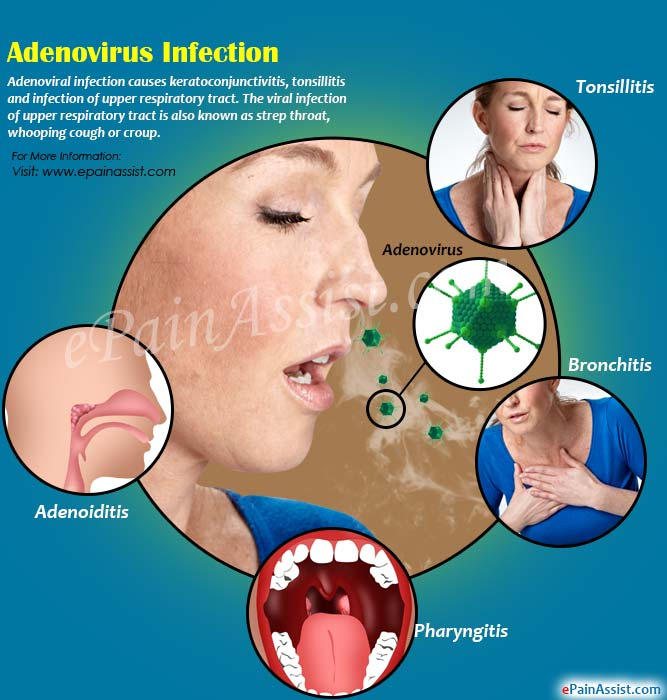 Adenovirus Infection
Adenoviral infection causes keratoconjunctivitis, tonsillitis
and infection of upper respiratory tract. The viral infection
of upper respiratory tract is also known as strep throat,
whooping cough or croup.
For More Information:
Visit: www.epainassist.com
Tonsillitis
Adenovirus
ePainAssist.com
Bronchitis
Adenoiditis
Pharyngitis
ePainAssist.com